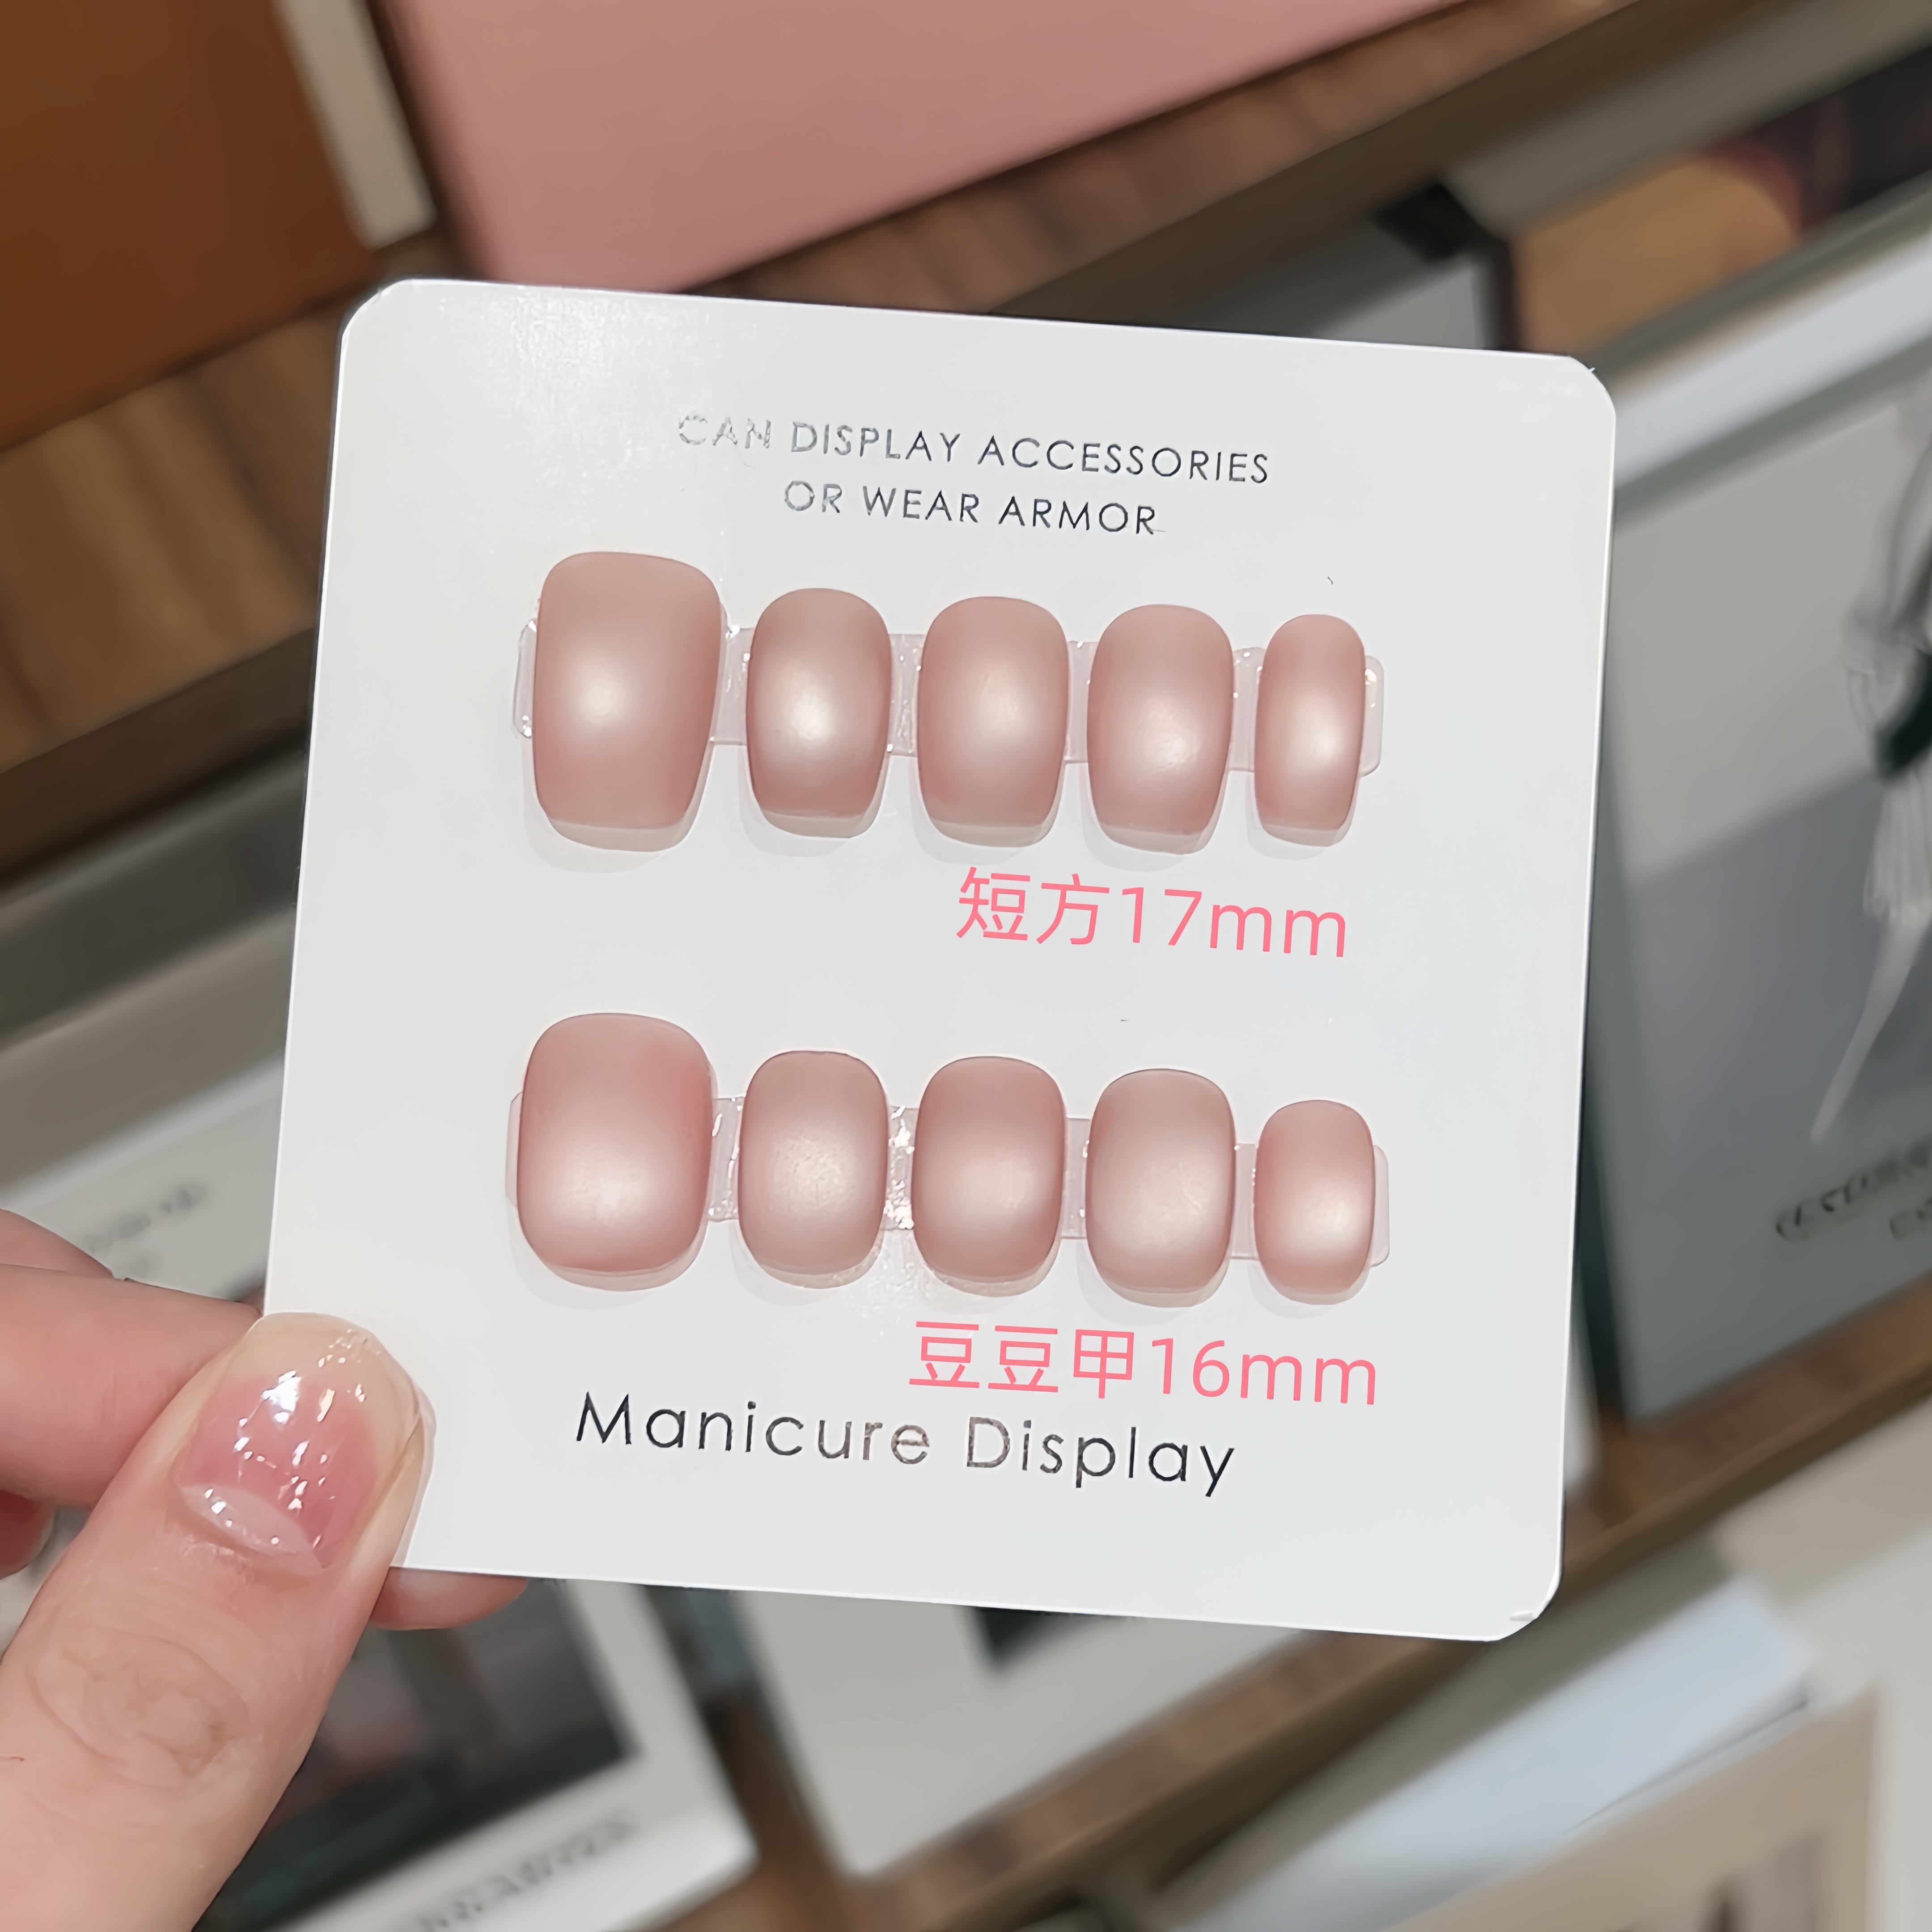 CAN DISPLAY ACCESSORIES
OR WEAR ARMOR
短方17mm
豆豆甲16mm
Manicure Display